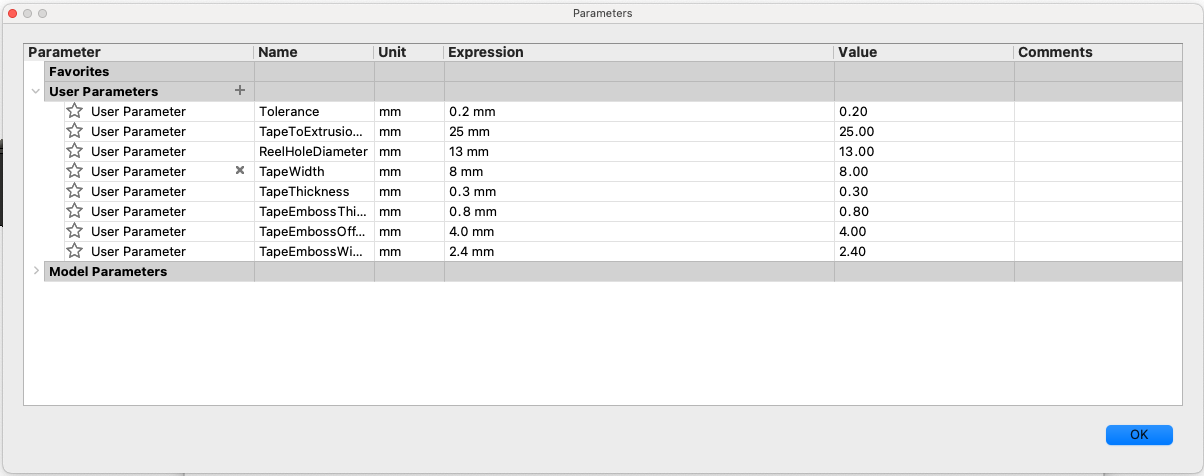 Parameters
Parameter Name Unit Expression Value Comments
Favorites
User Parameters +
User Parameter Tolerance mm 0.2 mm 0.20
User Parameter TapeToExtrusio... mm 25 mm 25.00
User Parameter ReelHoleDiameter mm 13 mm 13.00
User Parameter TapeWidth mm 8 mm 8.00
User Parameter TapeThickness mm 0.3 mm 0.30
User Parameter TapeEmbossThi... mm 0.8 mm 0.80
User Parameter TapeEmbossOff... mm 4.0 mm 4.00
User Parameter TapeEmbossWi... mm 2.4 mm 2.40
Model Parameters
OK